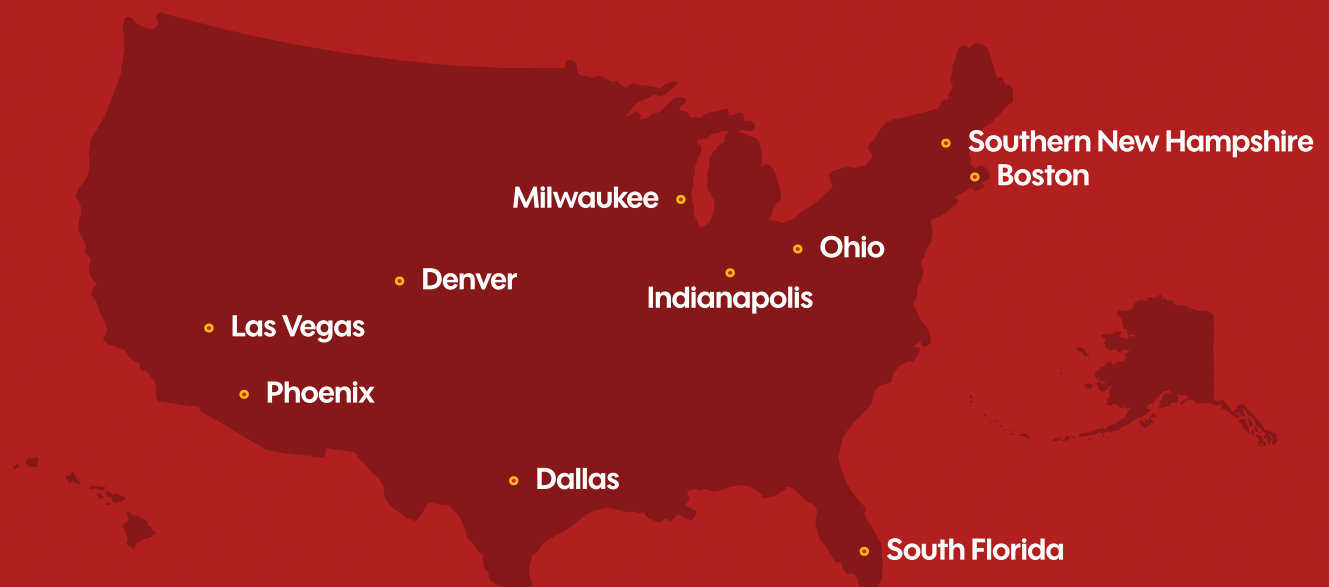 Southern New Hampshire
Boston
Milwaukee
Ohio
Denver
Indianapolis
Las Vegas
Phoenix
Dallas
South Florida